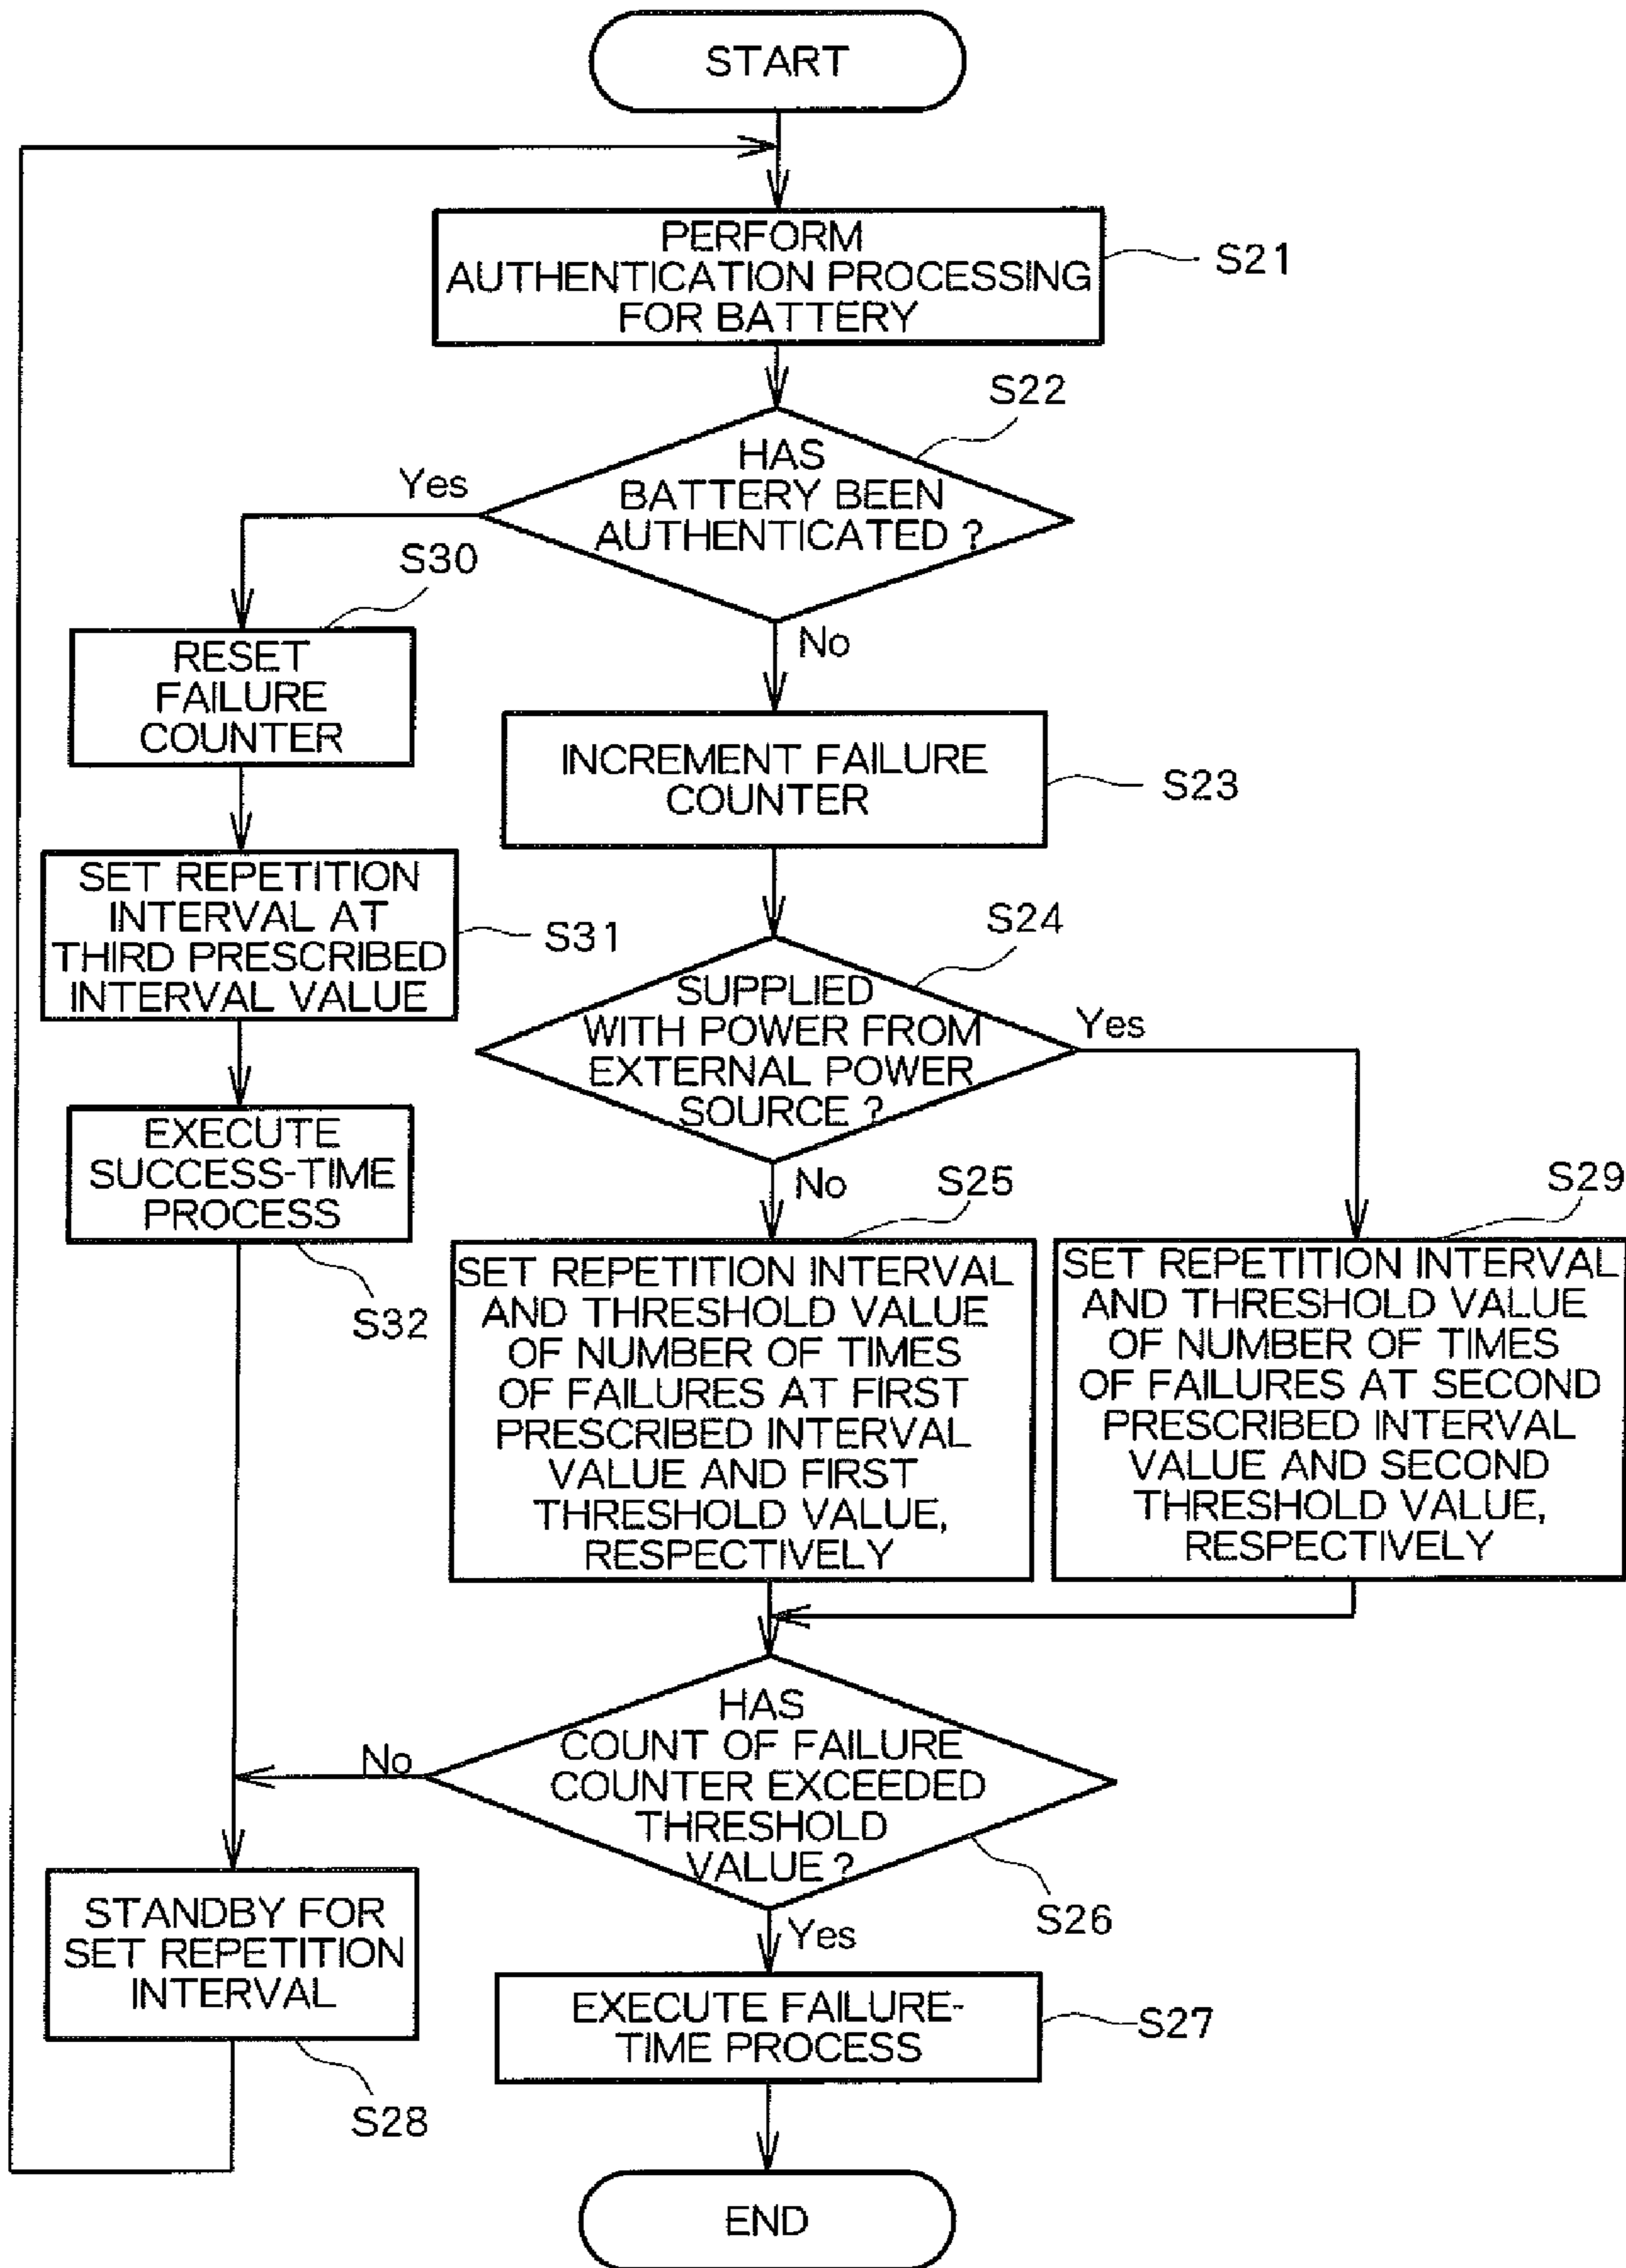 START
PERFORM
AUTHENTICATION PROCESSING
FOR BATTERY
S21
S22
HAS
BATTERY BEEN
AUTHENTICATED ?
Yes
No
S30
RESET
FAILURE
COUNTER
INCREMENT FAILURE
COUNTER
S23
SET REPETITION
INTERVAL AT
THIRD PRESCRIBED
INTERVAL VALUE
S31
S24
SUPPLIED
WITH POWER FROM
EXTERNAL POWER
SOURCE ?
Yes
No
EXECUTE
SUCCESS-TIME
PROCESS
S32
S25
SET REPETITION INTERVAL
AND THRESHOLD VALUE
OF NUMBER OF TIMES
OF FAILURES AT FIRST
PRESCRIBED INTERVAL
VALUE AND FIRST
THRESHOLD VALUE,
RESPECTIVELY
S29
SET REPETITION INTERVAL
AND THRESHOLD VALUE
OF NUMBER OF TIMES
OF FAILURES AT SECOND
PRESCRIBED INTERVAL
VALUE AND SECOND
THRESHOLD VALUE,
RESPECTIVELY
HAS
COUNT OF FAILURE
COUNTER EXCEEDED
THRESHOLD
VALUE ?
No
S26
Yes
STANDBY FOR
SET REPETITION
INTERVAL
S28
EXECUTE FAILURE-
TIME PROCESS
S27
END